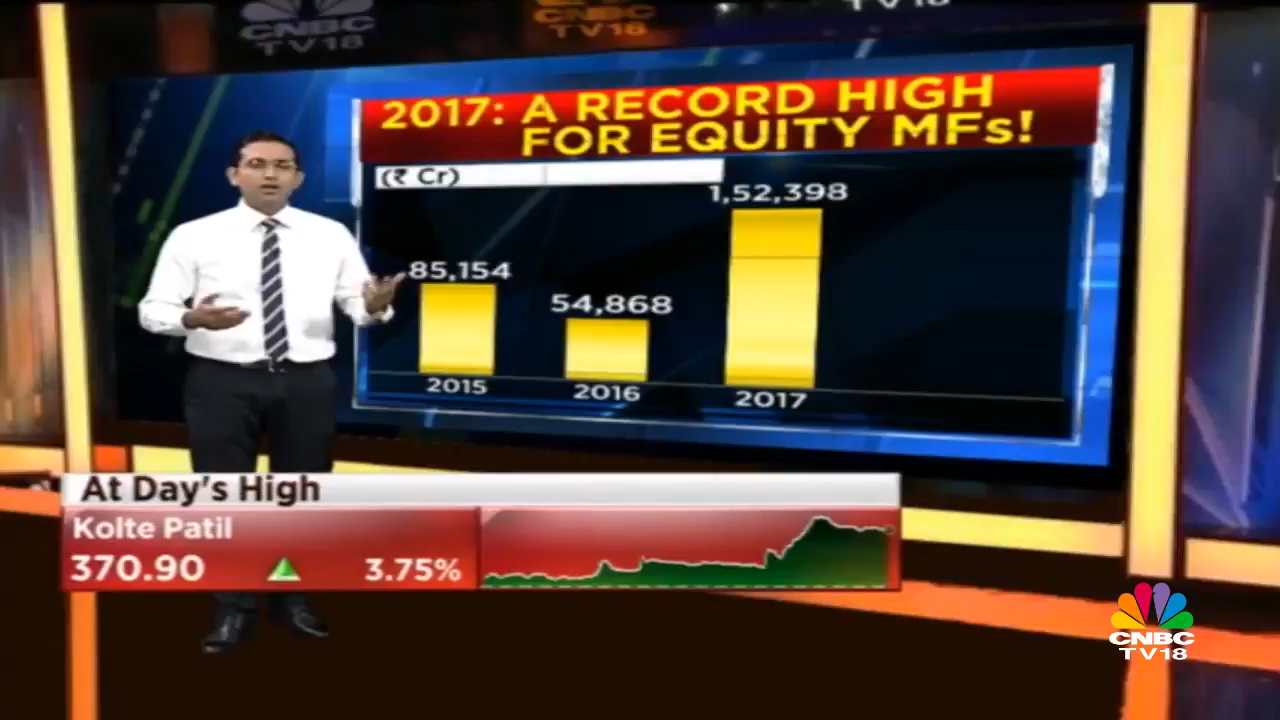 CNBC
TV18
CNBC
TV18
TV18
2017: A RECORD HIGH
FOR EQUITY MFs!
(₹ Cr)
1,52,398
85,154
54,868
2015
2016
2017
At Day's High
Kolte Patil
370.90
3.75%
CNBC
TV18